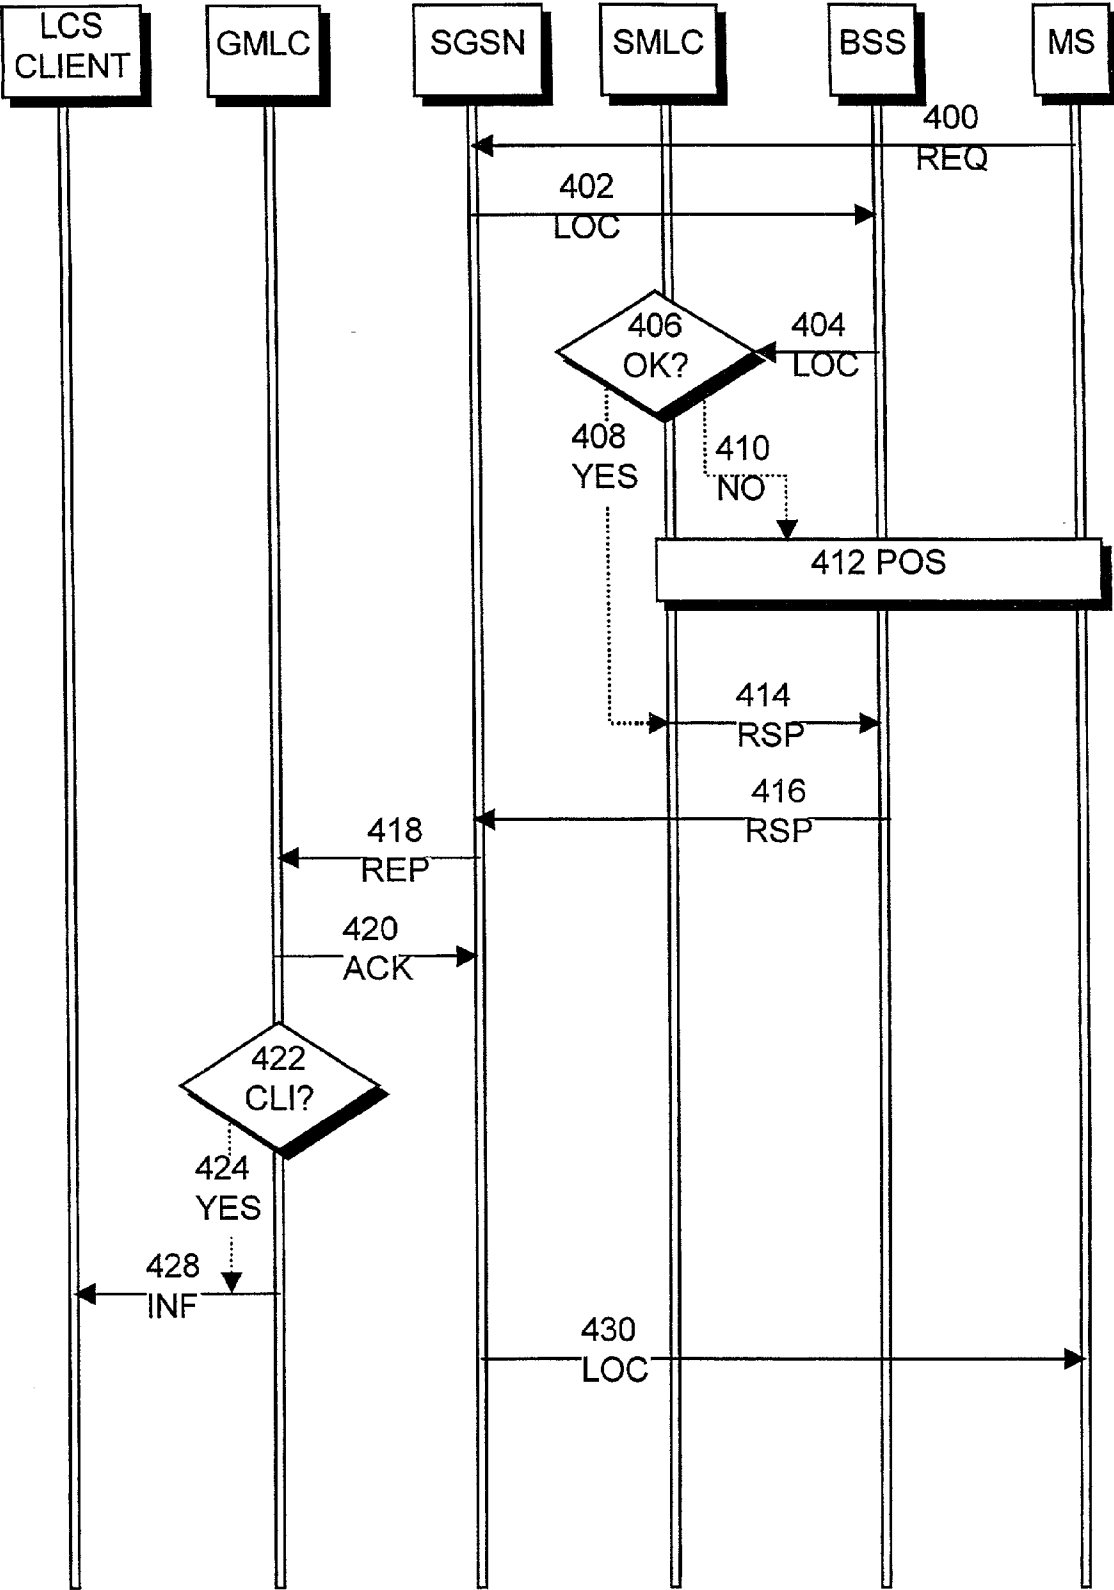 LCS
CLIENT
GMLC
SGSN
SMLC
BSS
MS
400
REQ
402
LOC
406
OK?
404
LOC
408
YES
410
NO
412 POS
414
RSP
416
RSP
418
REP
420
ACK
422
CLI?
424
YES
428
INF
430
LOC